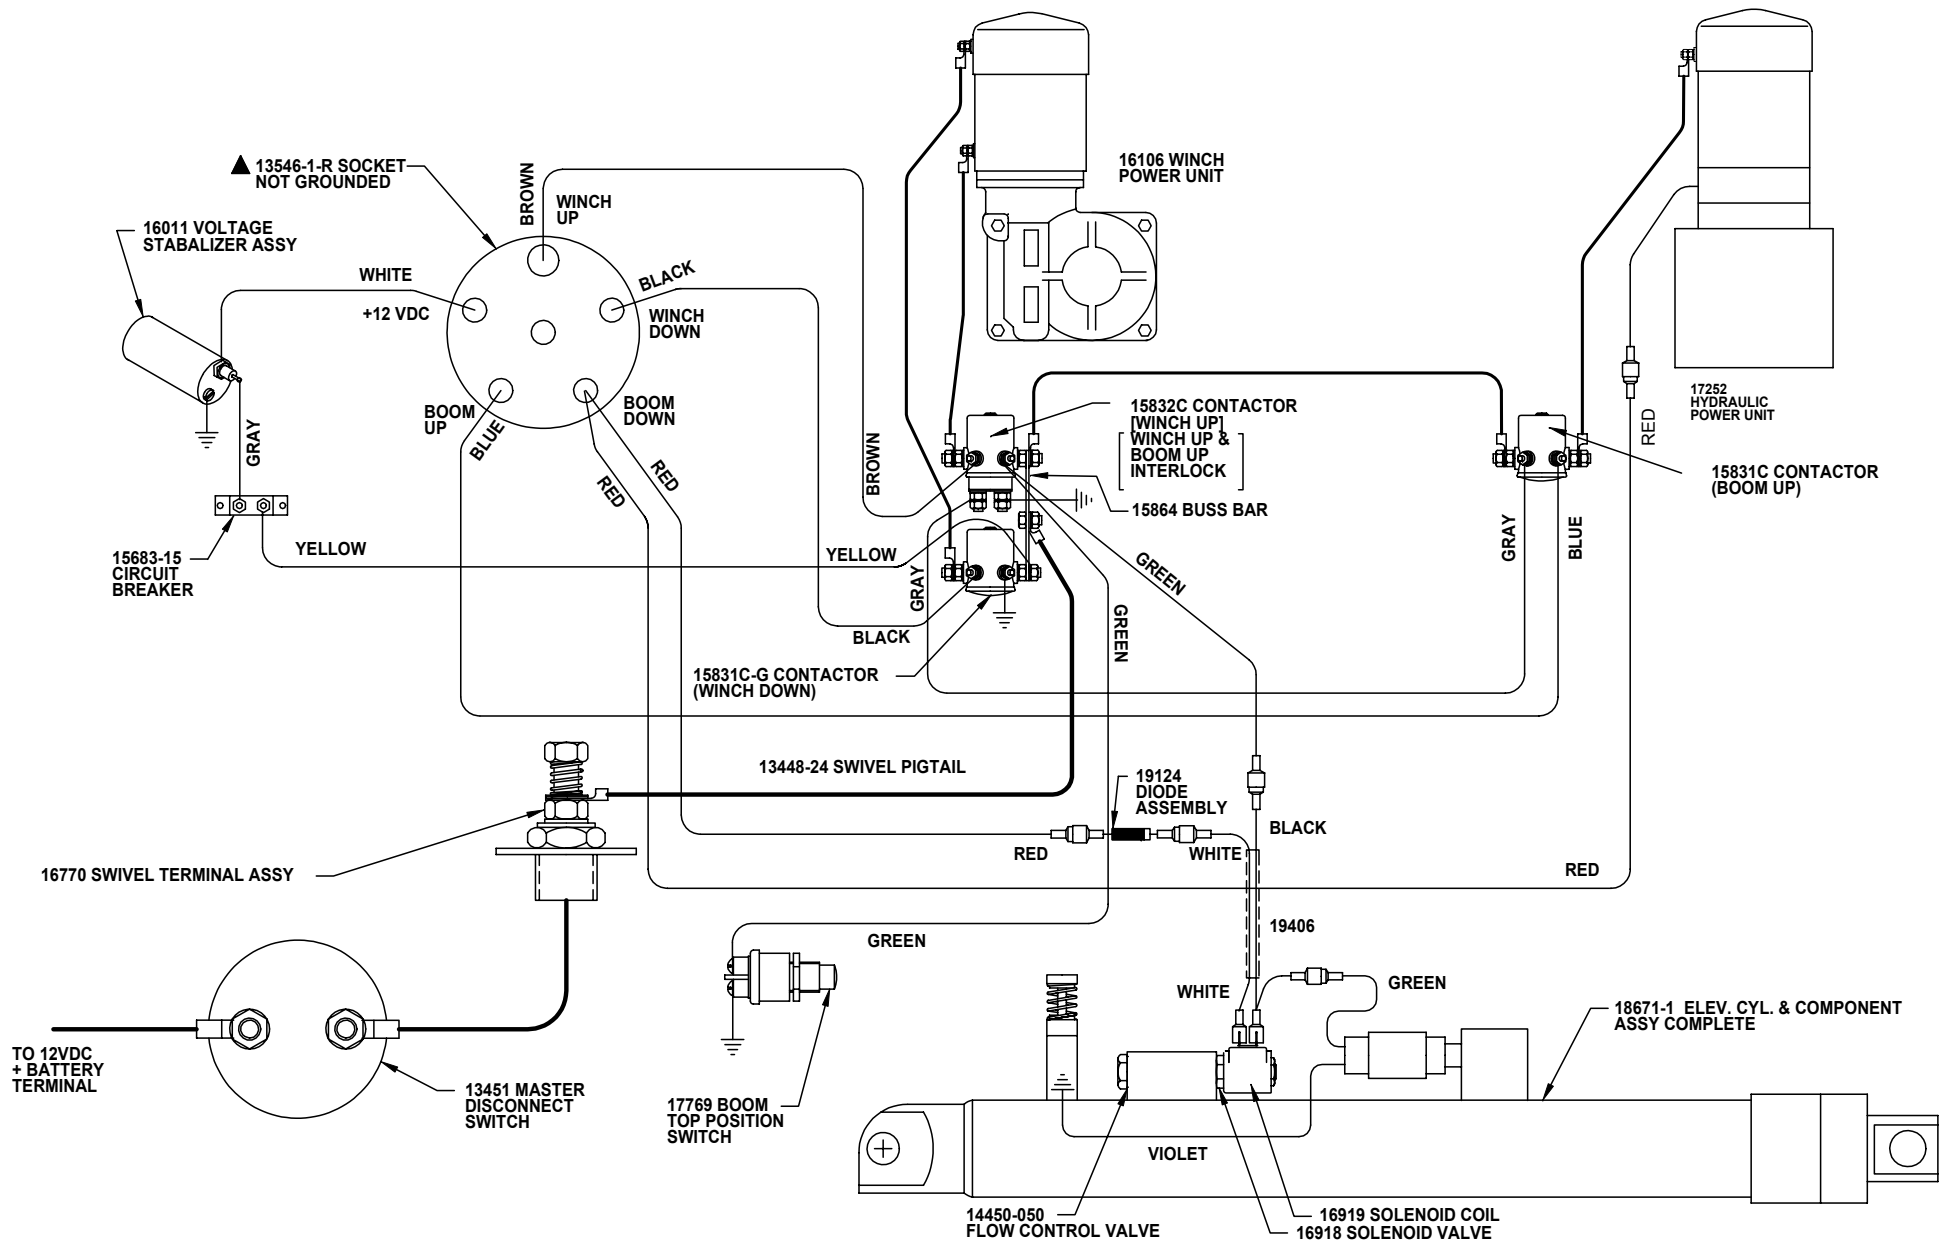 ▲ 13546-1-R SOCKET
NOT GROUNDED
16011 VOLTAGE
STABALIZER ASSY
WHITE
+12 VDC
BROWN
WINCH
UP
BLACK
WINCH
DOWN
BOOM
UP
BOOM
DOWN
BLUE
RED
RED
GRAY
15683-15
CIRCUIT
BREAKER
YELLOW
16106 WINCH
POWER UNIT
17252
HYDRAULIC
POWER UNIT
RED
15832C CONTACTOR
[WINCH UP]
WINCH UP &
BOOM UP
INTERLOCK
15864 BUSS BAR
15831C CONTACTOR
(BOOM UP)
BROWN
YELLOW
GRAY
BLACK
GREEN
GREEN
GRAY
BLUE
15831C-G CONTACTOR
(WINCH DOWN)
13448-24 SWIVEL PIGTAIL
19124
DIODE
ASSEMBLY
BLACK
RED
WHITE
RED
16770 SWIVEL TERMINAL ASSY
19406
GREEN
WHITE
GREEN
18671-1 ELEV. CYL. & COMPONENT
ASSY COMPLETE
TO 12VDC
+ BATTERY
TERMINAL
13451 MASTER
DISCONNECT
SWITCH
17769 BOOM
TOP POSITION
SWITCH
VIOLET
14450-050
FLOW CONTROL VALVE
16919 SOLENOID COIL
16918 SOLENOID VALVE